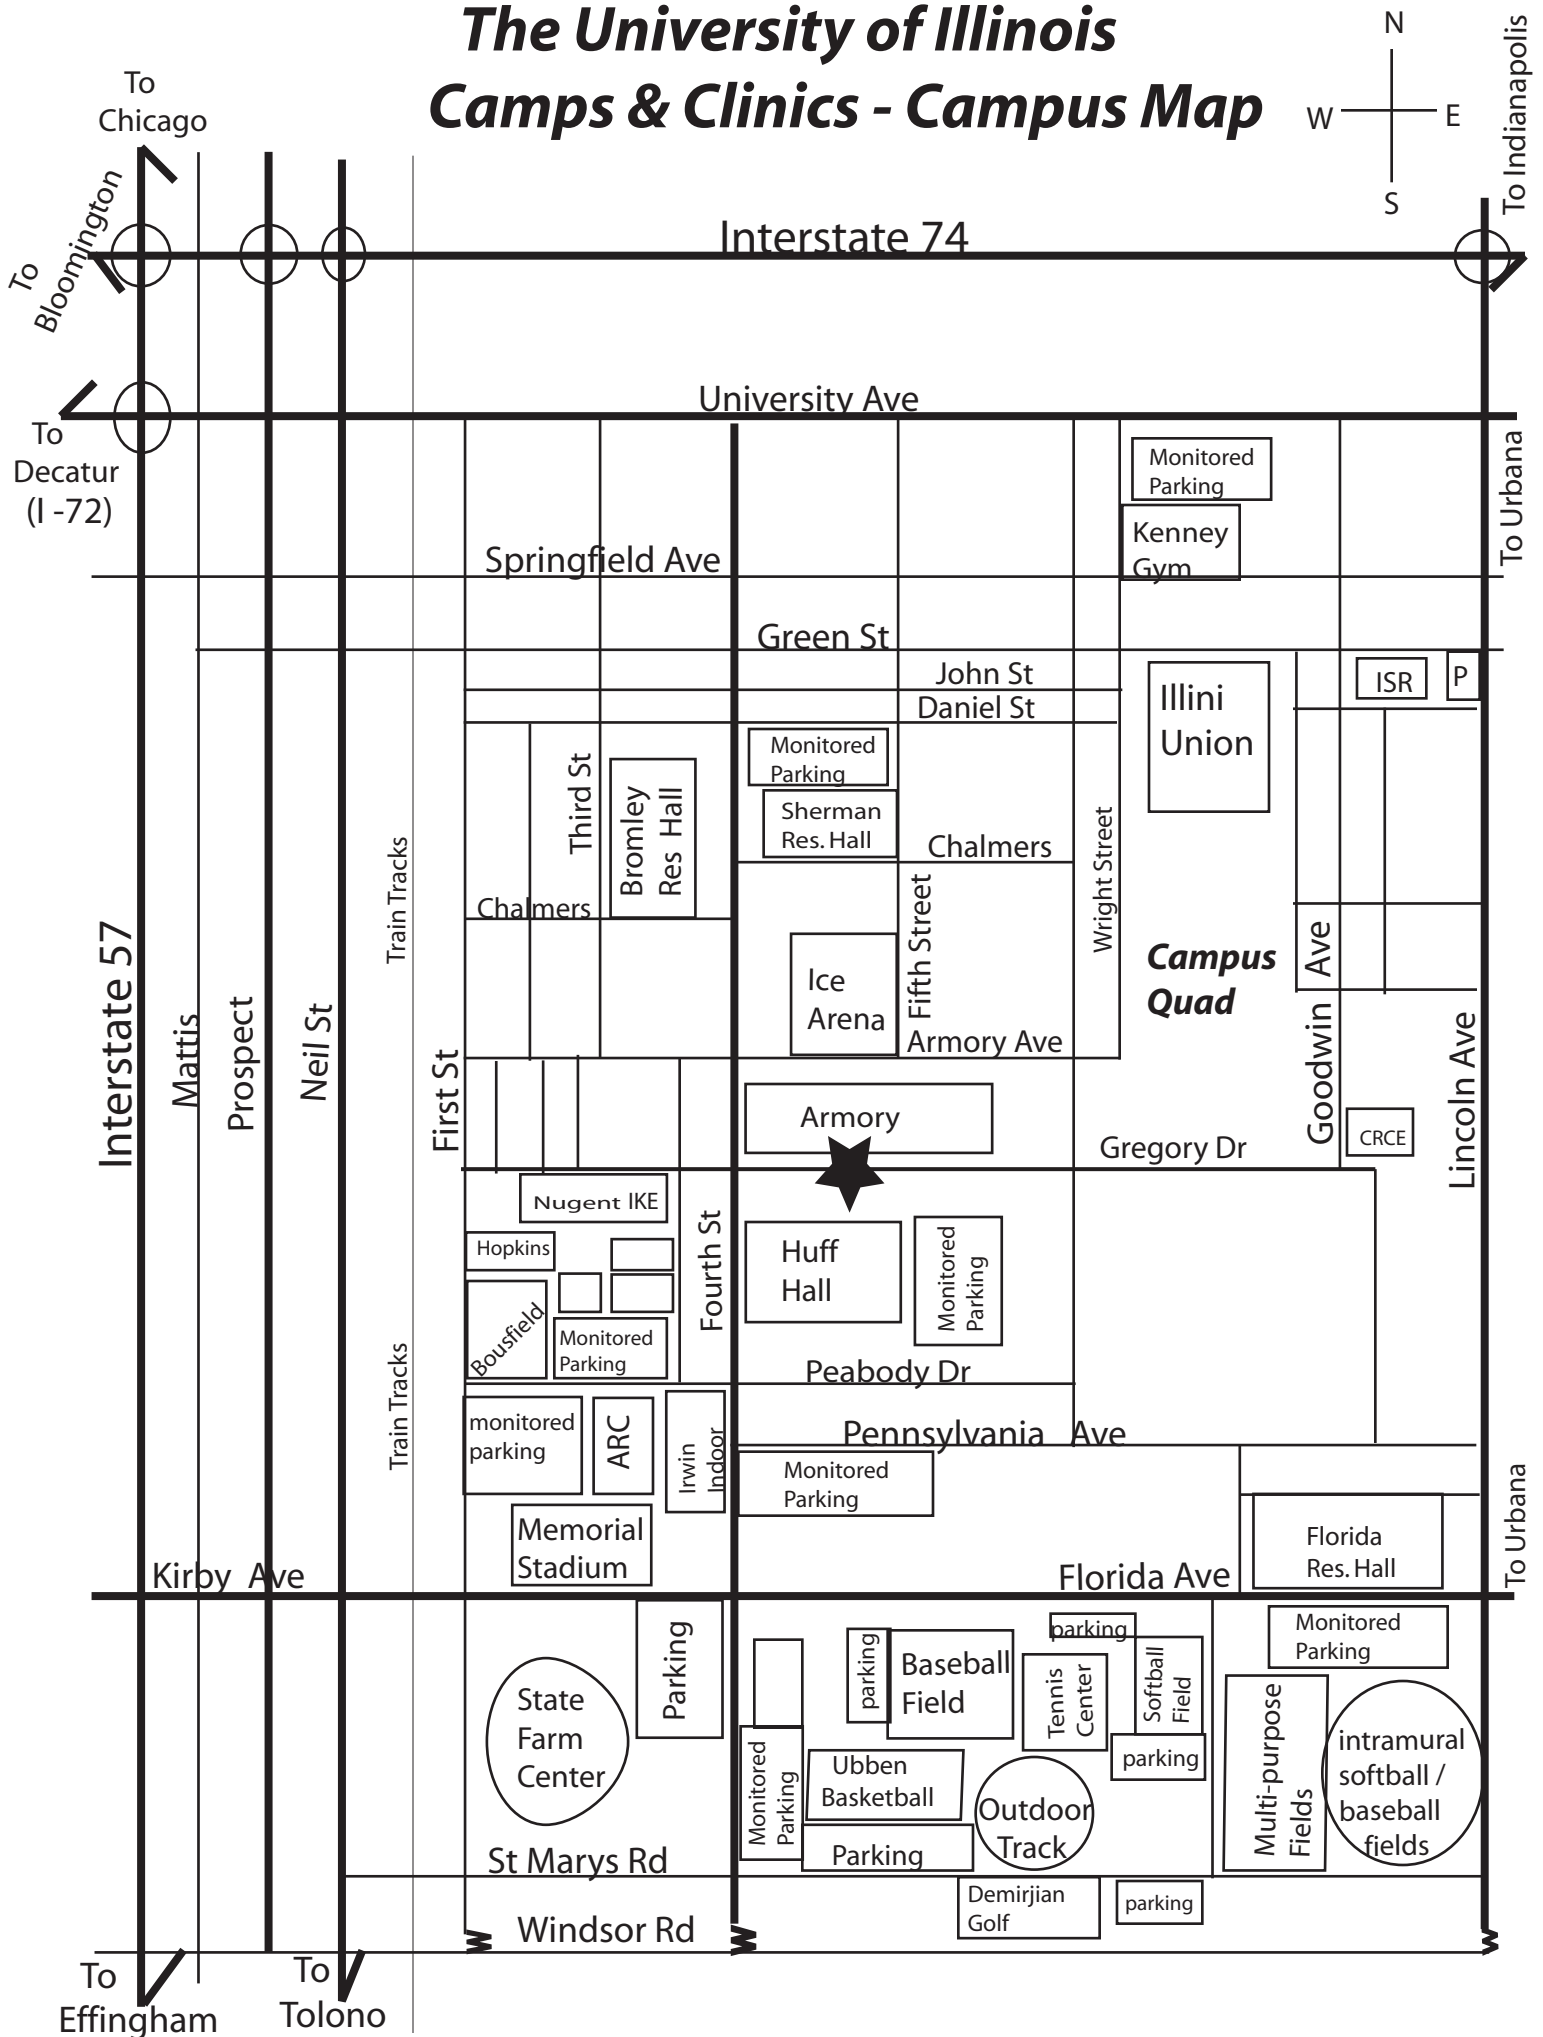 The University of Illinois
Camps & Clinics - Campus Map
N
W
E
S
To Indianapolis
To
Chicago
To
Bloomington
Interstate 74
University Ave
To
Decatur
(I -72)
Monitored
Parking
Kenney
Gym
To Urbana
Springfield Ave
Green St
John St
Daniel St
Illini
Union
ISR
P
Monitored
Parking
Sherman
Res. Hall
Third St
Bromley
Res Hall
Chalmers
Chalmers
Train Tracks
Wright Street
Fifth Street
Ice
Arena
Campus
Quad
Armory Ave
Interstate 57
Mattis
Prospect
Neil St
First St
Goodwin Ave
Lincoln Ave
Armory
CRCE
Gregory Dr
Nugent IKE
Hopkins
Bousfield
Monitored
Parking
Fourth St
Huff
Hall
Monitored
Parking
Peabody Dr
Train Tracks
monitored
parking
ARC
Irwin
Indoor
Pennsylvania Ave
Monitored
Parking
Memorial
Stadium
Florida
Res. Hall
To Urbana
Kirby Ave
Florida Ave
Parking
parking
Baseball
Field
parking
Tennis
Center
Softball
Field
Monitored
Parking
State
Farm
Center
Monitored
Parking
Ubben
Basketball
parking
Outdoor
Track
Multi-purpose
Fields
intramural
softball /
baseball
fields
Parking
St Marys Rd
Demirjian
Golf
parking
Windsor Rd
To
Effingham
To
Tolono